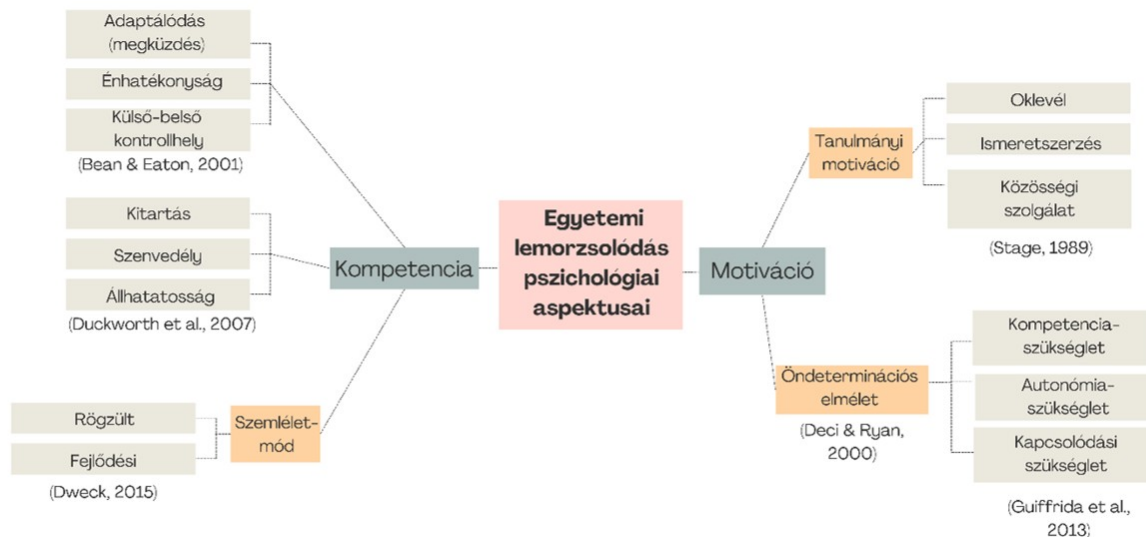 Adaptálódás
(megküzdés)
Énhatékonyság
Külső-belső
kontrollhely
(Bean & Eaton, 2001)
Kitartás
Szenvedély
Állhatatosság
(Duckworth et al., 2007)
Rögzült
Fejlődési
(Dweck, 2015)
Szemlélet-
mód
Kompetencia
Egyetemi
lemorzsolódás
pszichológiai
aspektusai
Motiváció
Tanulmányi
motiváció
Oklevél
Ismeretszerzés
Közösségi
szolgálat
(Stage, 1989)
Öndeterminációs
elmélet
(Deci & Ryan,
2000)
Kompetencia-
szükséglet
Autonómia-
szükséglet
Kapcsolódási
szükséglet
(Guiffrida et al.,
2013)